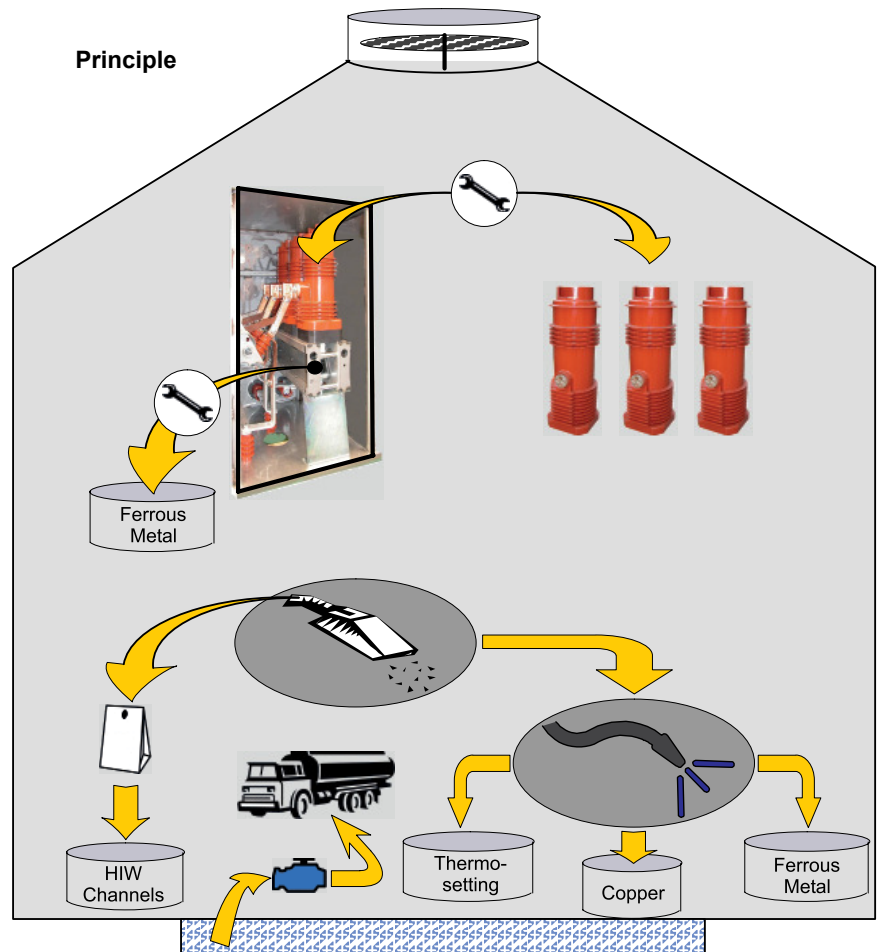 Principle
Ferrous
Metal
HIW
Channels
Thermo-
setting
Copper
Ferrous
Metal